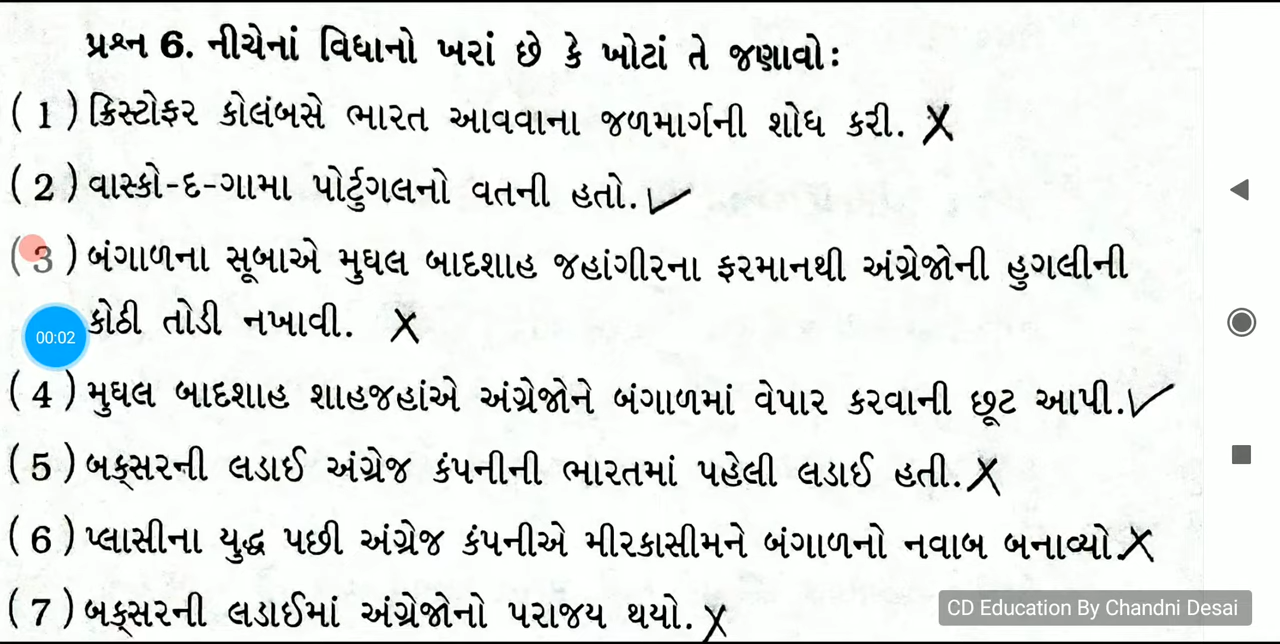 પ્રશ્ન 6. નીચેનાં વિધાનો ખરાં છે કે ખોટાં તે જણાવો:
(1) ક્રિસ્ટોફર કોલંબસે ભારત આવવાના જળમાર્ગની શોધ કરી. X
(2) વાસ્કો-દ-ગામા પોર્ટુગલનો વતની હતો. ✓
(3) બંગાળના સૂબાએ મુઘલ બાદશાહ જહાંગીરના ફરમાનથી અંગ્રેજોની હુગલીની
કોઠી તોડી નખાવી. X
00:02
(4) મુઘલ બાદશાહ શાહજહાંએ અંગ્રેજોને બંગાળમાં વેપાર કરવાની છૂટ આપી. ✓
(5) બક્સરની લડાઈ અંગ્રેજ કંપનીની ભારતમાં પહેલી લડાઈ હતી. X
(6) પ્લાસીના યુદ્ધ પછી અંગ્રેજ કંપનીએ મીરકાસીમને બંગાળનો નવાબ બનાવ્યો. X
(7) બક્સરની લડાઈમાં અંગ્રેજોનો પરાજય થયો. X
CD Education By Chandni Desai